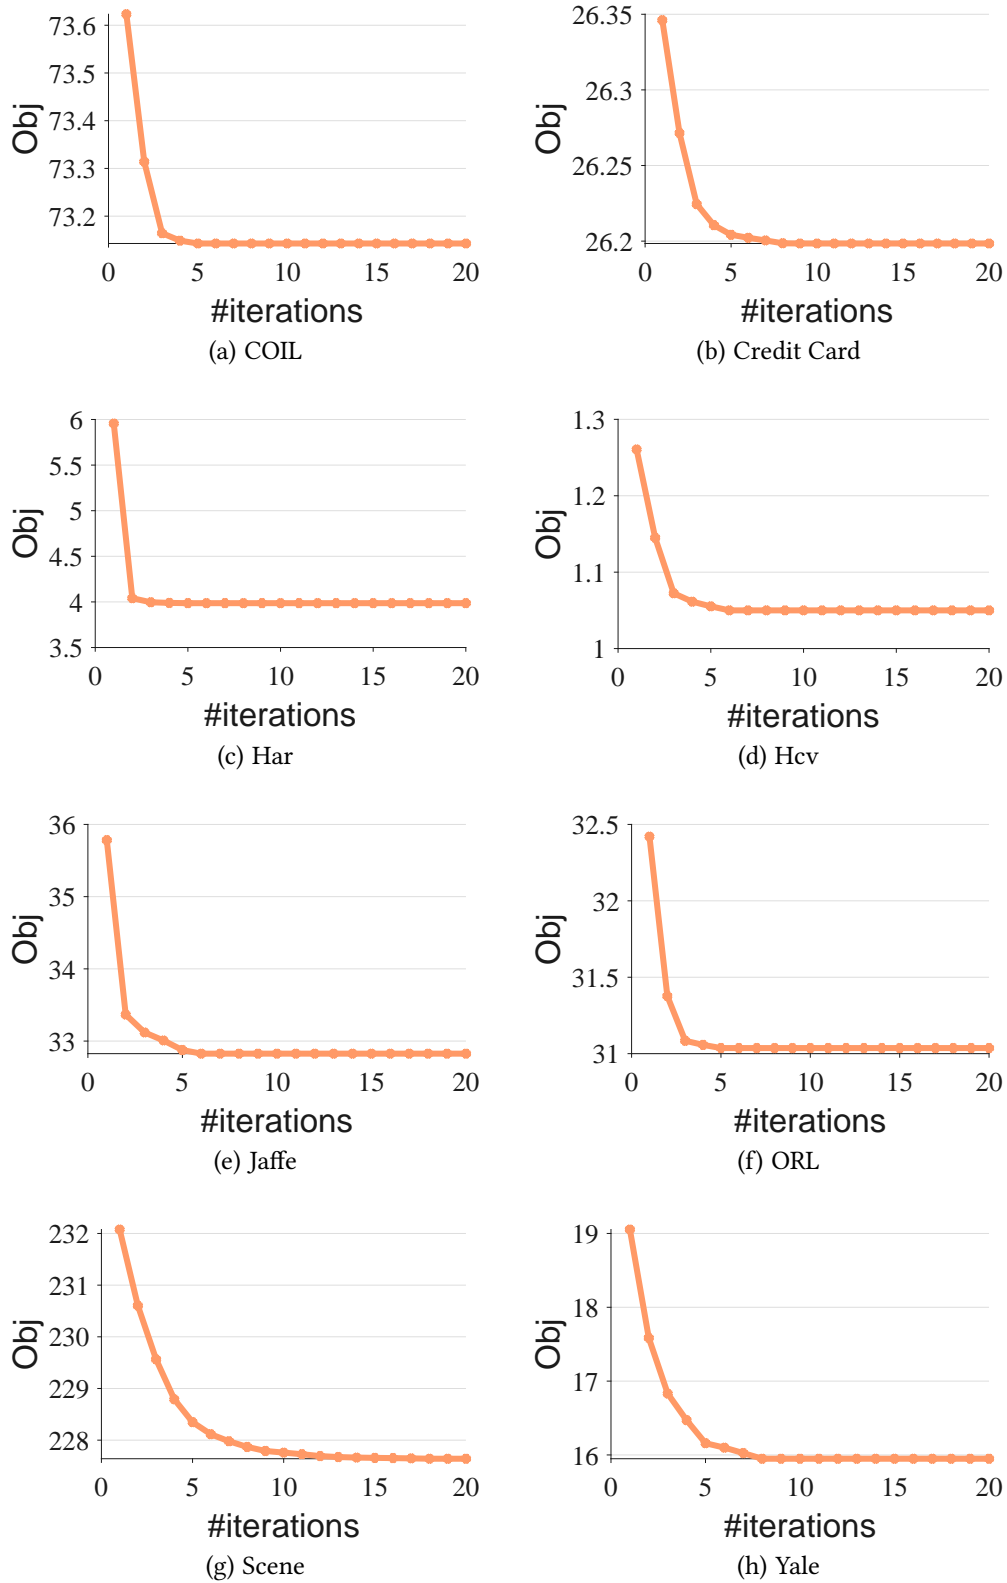 73.6
73.5
73.4
73.3
73.2
Obj
0 5 10 15 20
#iterations
(a) COIL
26.35
26.3
26.25
26.2
Obj
0 5 10 15 20
#iterations
(b) Credit Card
6
5.5
5
4.5
4
3.5
Obj
0 5 10 15 20
#iterations
(c) Har
1.3
1.2
1.1
1
Obj
0 5 10 15 20
#iterations
(d) Hcv
36
35
34
33
Obj
0 5 10 15 20
#iterations
(e) Jaffe
32.5
32
31.5
31
Obj
0 5 10 15 20
#iterations
(f) ORL
232
231
230
229
228
Obj
0 5 10 15 20
#iterations
(g) Scene
19
18
17
16
Obj
0 5 10 15 20
#iterations
(h) Yale